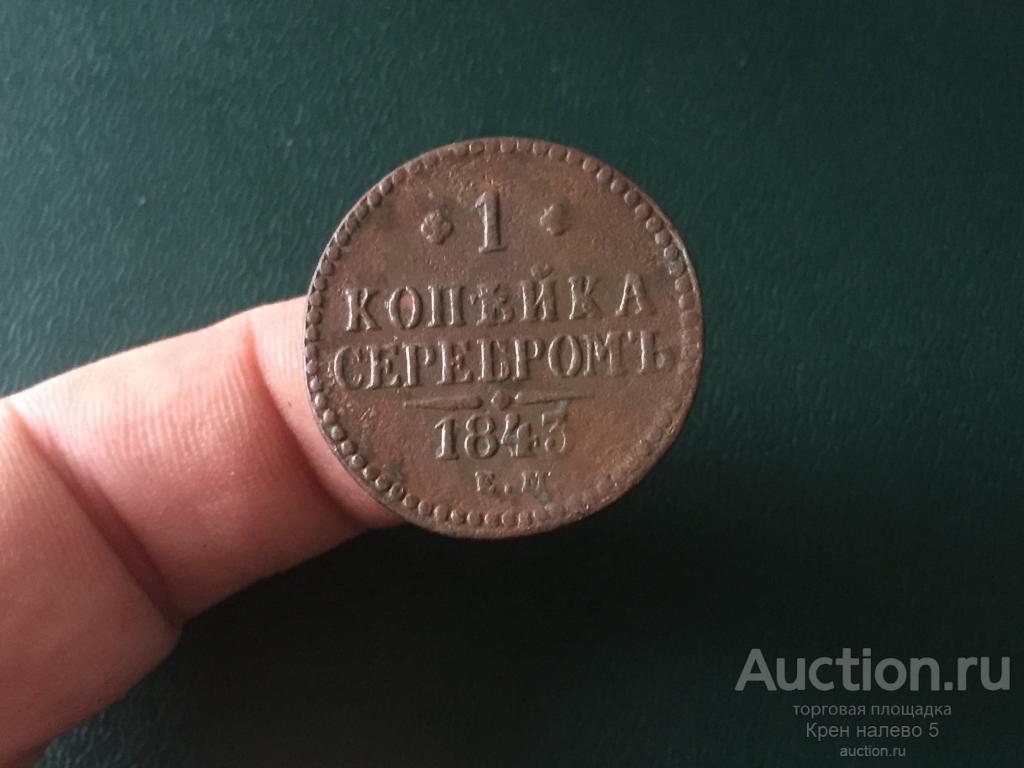 1
КОПѢЙКА
СЕРЕБРОМЪ
1843
Е.М
Auction.ru
торговая площадка
Крен налево 5
auction.ru